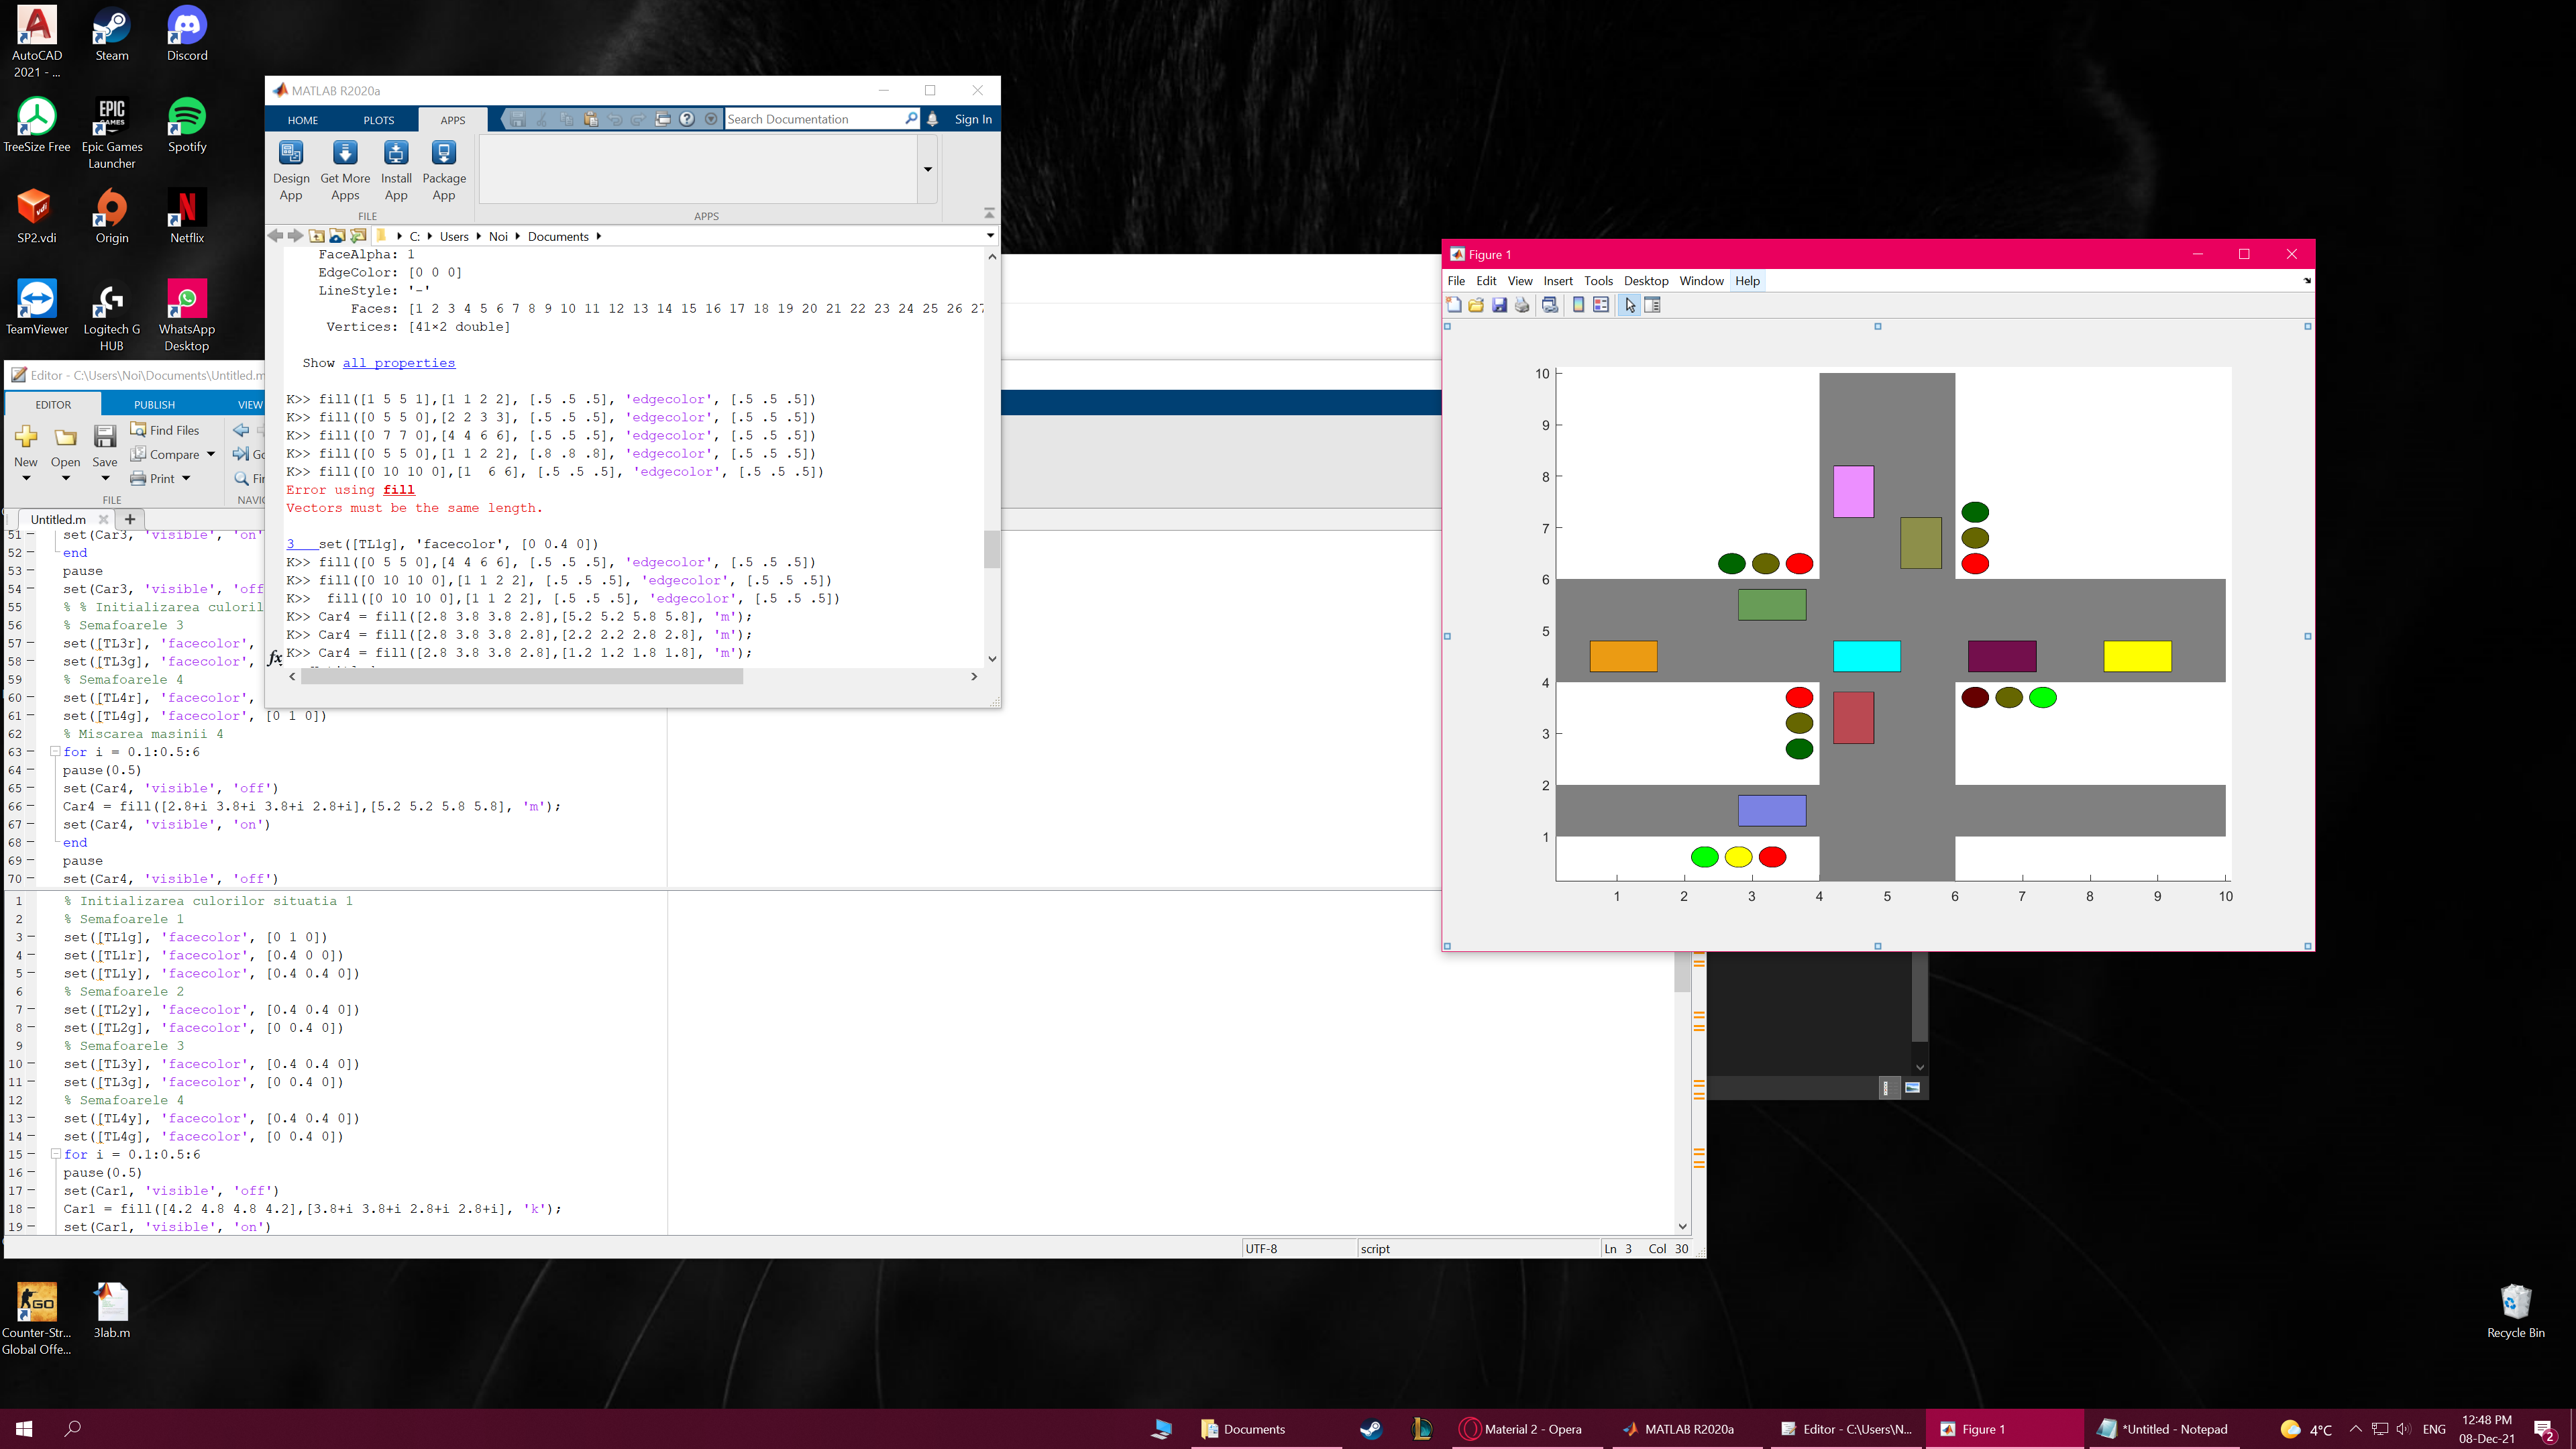 AutoCAD
2021 - ...
Steam
Discord
TreeSize Free
Epic Games
Launcher
Spotify
SP2.vdi
Origin
Netflix
TeamViewer
Logitech G
HUB
WhatsApp
Desktop
MATLAB R2020a
HOME
PLOTS
APPS
Search Documentation
Sign In
Design
App
Get More
Apps
Install
App
Package
App
FILE
APPS
C: Users Noi Documents
FaceAlpha: 1
EdgeColor: [0 0 0]
LineStyle: '-'
Faces: [1 2 3 4 5 6 7 8 9 10 11 12 13 14 15 16 17 18 19 20 21 22 23 24 25 26 27
Vertices: [41×2 double]
Show all properties
K>> fill([1 5 5 1],[1 1 2 2], [.5 .5 .5], 'edgecolor', [.5 .5 .5])
K>> fill([0 5 5 0],[2 2 3 3], [.5 .5 .5], 'edgecolor', [.5 .5 .5])
K>> fill([0 7 7 0],[4 4 6 6], [.5 .5 .5], 'edgecolor', [.5 .5 .5])
K>> fill([0 5 5 0],[1 1 2 2], [.8 .8 .8], 'edgecolor', [.5 .5 .5])
K>> fill([0 10 10 0],[1  6 6], [.5 .5 .5], 'edgecolor', [.5 .5 .5])
Error using fill
Vectors must be the same length.
3   set([TL1g], 'facecolor', [0 0.4 0])
K>> fill([0 5 5 0],[4 4 6 6], [.5 .5 .5], 'edgecolor', [.5 .5 .5])
K>> fill([0 10 10 0],[1 1 2 2], [.5 .5 .5], 'edgecolor', [.5 .5 .5])
K>>  fill([0 10 10 0],[1 1 2 2], [.5 .5 .5], 'edgecolor', [.5 .5 .5])
K>> Car4 = fill([2.8 3.8 3.8 2.8],[5.2 5.2 5.8 5.8], 'm');
K>> Car4 = fill([2.8 3.8 3.8 2.8],[2.2 2.2 2.8 2.8], 'm');
K>> Car4 = fill([2.8 3.8 3.8 2.8],[1.2 1.2 1.8 1.8], 'm');
fx
Editor - C:\Users\Noi\Documents\Untitled.m
EDITOR
PUBLISH
VIEW
New
Open
Save
Find Files
Compare
Print
FILE
Untitled.m
51 set(Car3, 'visible', 'on'
52 end
53 pause
54 set(Car3, 'visible', 'off
55 % % Initializarea culoril
56 % Semafoarele 3
57 set([TL3r], 'facecolor',
58 set([TL3g], 'facecolor',
59 % Semafoarele 4
60 set([TL4r], 'facecolor',
61 set([TL4g], 'facecolor', [0 1 0])
62 % Miscarea masinii 4
63 for i = 0.1:0.5:6
64 pause(0.5)
65 set(Car4, 'visible', 'off')
66 Car4 = fill([2.8+i 3.8+i 3.8+i 2.8+i],[5.2 5.2 5.8 5.8], 'm');
67 set(Car4, 'visible', 'on')
68 end
69 pause
70 set(Car4, 'visible', 'off')
1 % Initializarea culorilor situatia 1
2 % Semafoarele 1
3 set([TL1g], 'facecolor', [0 1 0])
4 set([TL1r], 'facecolor', [0.4 0 0])
5 set([TL1y], 'facecolor', [0.4 0.4 0])
6 % Semafoarele 2
7 set([TL2y], 'facecolor', [0.4 0.4 0])
8 set([TL2g], 'facecolor', [0 0.4 0])
9 % Semafoarele 3
10 set([TL3y], 'facecolor', [0.4 0.4 0])
11 set([TL3g], 'facecolor', [0 0.4 0])
12 % Semafoarele 4
13 set([TL4y], 'facecolor', [0.4 0.4 0])
14 set([TL4g], 'facecolor', [0 0.4 0])
15 for i = 0.1:0.5:6
16 pause(0.5)
17 set(Car1, 'visible', 'off')
18 Car1 = fill([4.2 4.8 4.8 4.2],[3.8+i 3.8+i 2.8+i 2.8+i], 'k');
19 set(Car1, 'visible', 'on')
UTF-8
script
Ln 3 Col 30
Figure 1
File Edit View Insert Tools Desktop Window Help
10
9
8
7
6
5
4
3
2
1
1 2 3 4 5 6 7 8 9 10
Counter-Str...
Global Offe...
3lab.m
Recycle Bin
Documents
Material 2 - Opera
MATLAB R2020a
Editor - C:\Users\N...
Figure 1
*Untitled - Notepad
4°C
ENG
12:48 PM
08-Dec-21
2